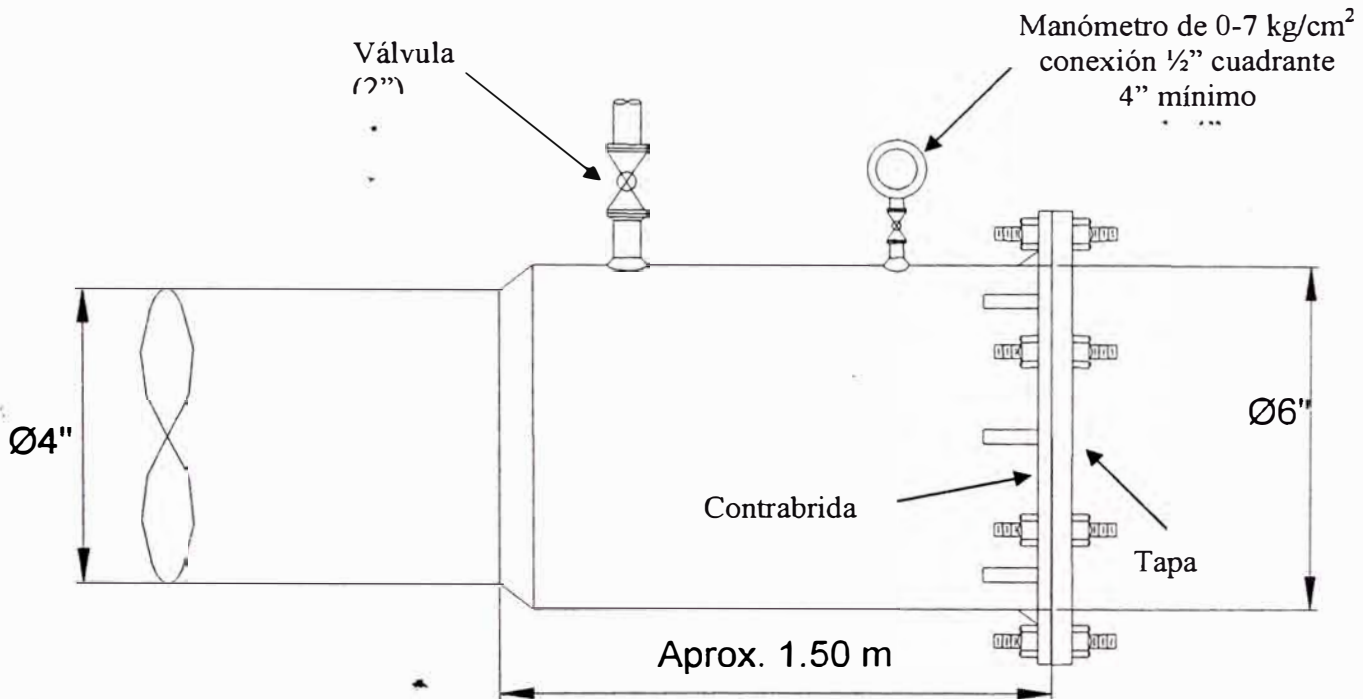 Válvula
(2”)
Manómetro de 0-7 kg/cm²
conexión ½” cuadrante
4” mínimo
Ø4"
Ø6"
Contrabrida
Tapa
Aprox. 1.50 m